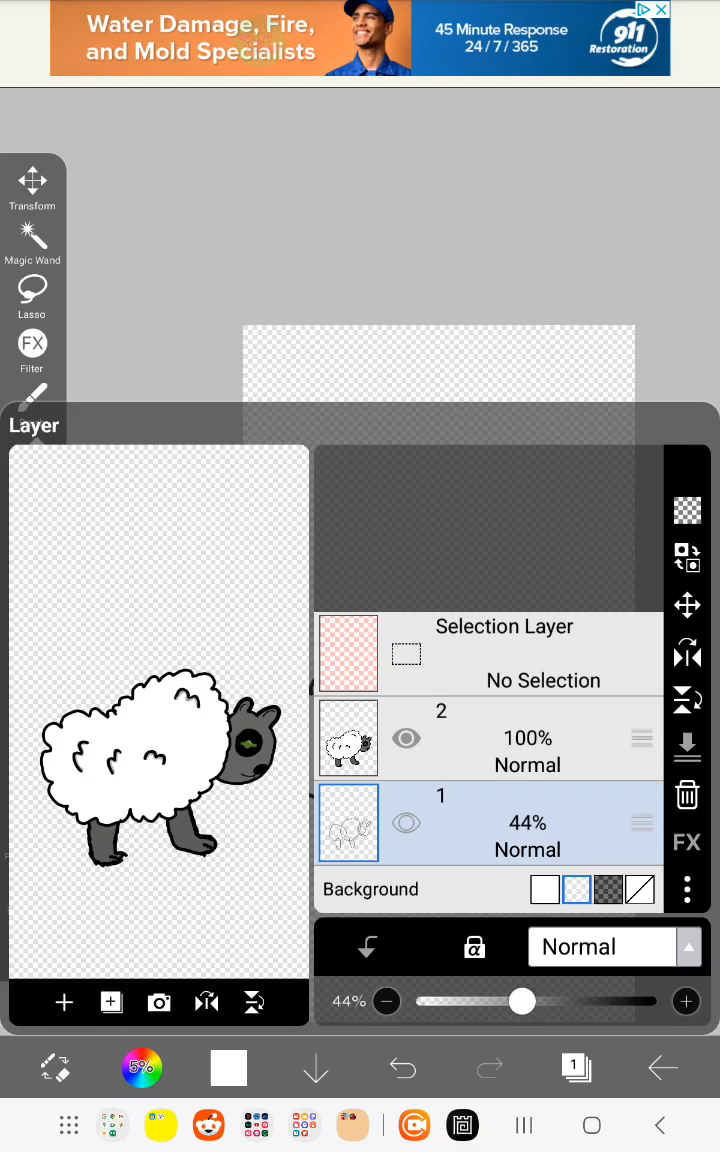 Water Damage, Fire,
and Mold Specialists
45 Minute Response
24 / 7 / 365
911
Restoration
Transform
Magic Wand
Lasso
FX
Filter
Layer
Selection Layer
No Selection
2
100%
Normal
1
44%
Normal
Background
FX
α
Normal
44%
5%
1